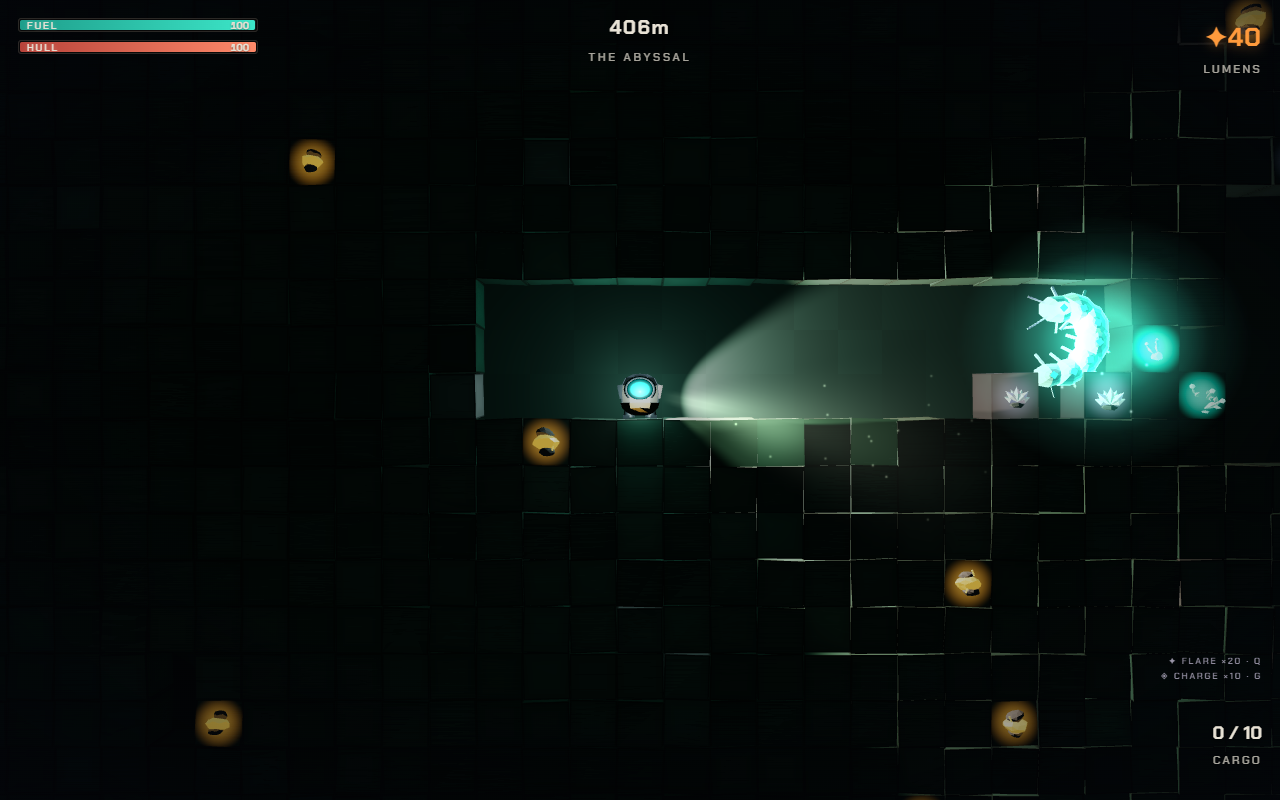 FUEL 100
HULL 100
406m
THE ABYSSAL
✦40
LUMENS
✦ FLARE ×20 · Q
◈ CHARGE ×10 · G
0 / 10
CARGO